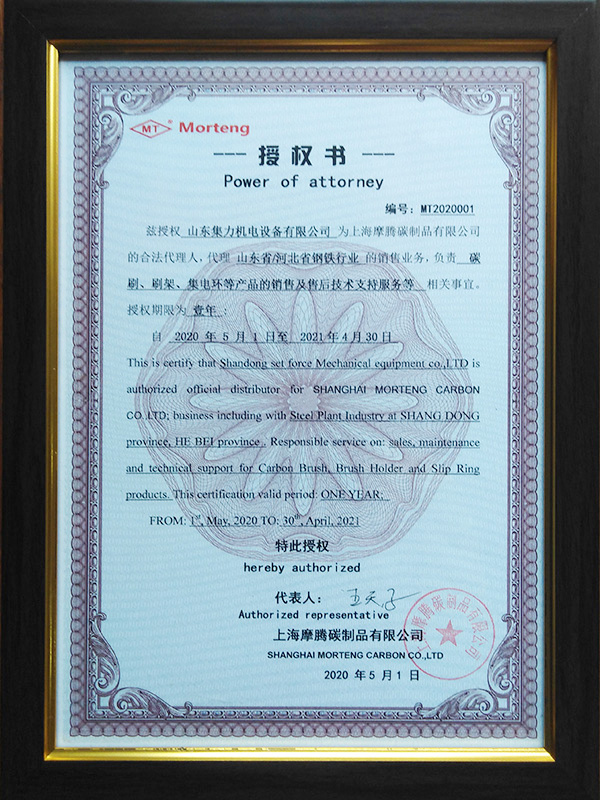 MT® Morteng
授权书
Power of attorney
编号：MT2020001
兹授权 山东集力机电设备有限公司 为上海摩腾碳制品有限公司
的合法代理人，代理 山东省/河北省钢铁行业 的销售业务，负责 碳
刷、刷架、集电环等产品的销售及售后技术支持服务等 相关事宜。
授权期限为 壹年 ：
自 2020 年 5 月 1 日至 2021 年 4 月 30 日
This is certify that Shandong set force Mechanical equipment co.,LTD is
authorized official distributor for SHANGHAI MORTENG CARBON
CO.,LTD; business including with Steel Plant Industry at SHANG DONG
province, HE BEI province . Responsible service on: sales, maintenance
and technical support for Carbon Brush, Brush Holder and Slip Ring
products. This certification valid period: ONE YEAR;
FROM: 1st, May, 2020 TO: 30th, April, 2021
特此授权
hereby authorized
代表人：
Authorized representative
上海摩腾碳制品有限公司
SHANGHAI MORTENG CARBON CO.,LTD
2020 年 5 月 1 日
上海摩腾碳制品有限公司